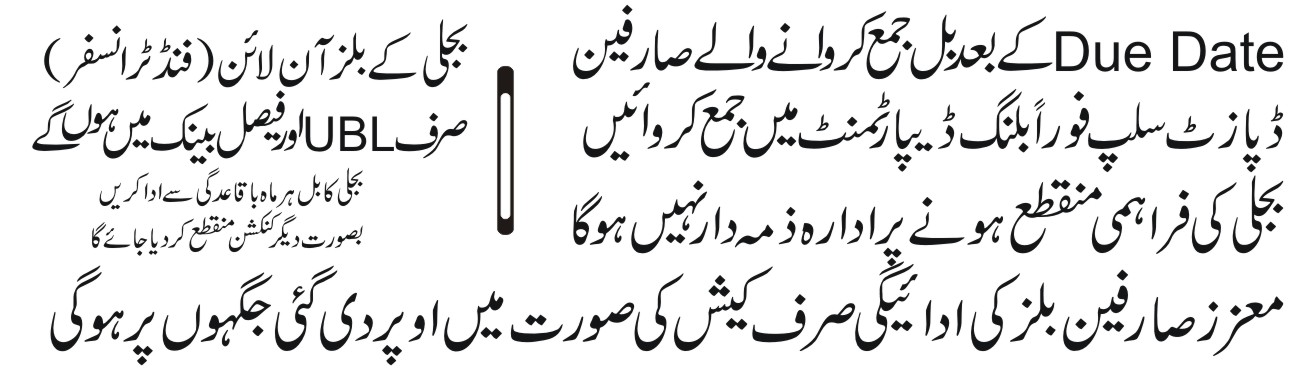 Due Date کے بعد بل جمع کروانے والے صارفین
ڈپازٹ سلپ فوراً بلنگ ڈیپارٹمنٹ میں جمع کروائیں
بجلی کی فراہمی منقطع ہونے پر ادارہ ذمہ دار نہیں ہوگا
بجلی کے بلز آن لائن (فنڈ ٹرانسفر)
صرف UBL اور فیصل بینک میں ہوں گے
بجلی کا بل ہر ماہ باقاعدگی سے ادا کریں
بصورت دیگر کنکشن منقطع کر دیا جائے گا
معزز صارفین بلز کی ادائیگی صرف کیش کی صورت میں اوپر دی گئی جگہوں پر ہوگی